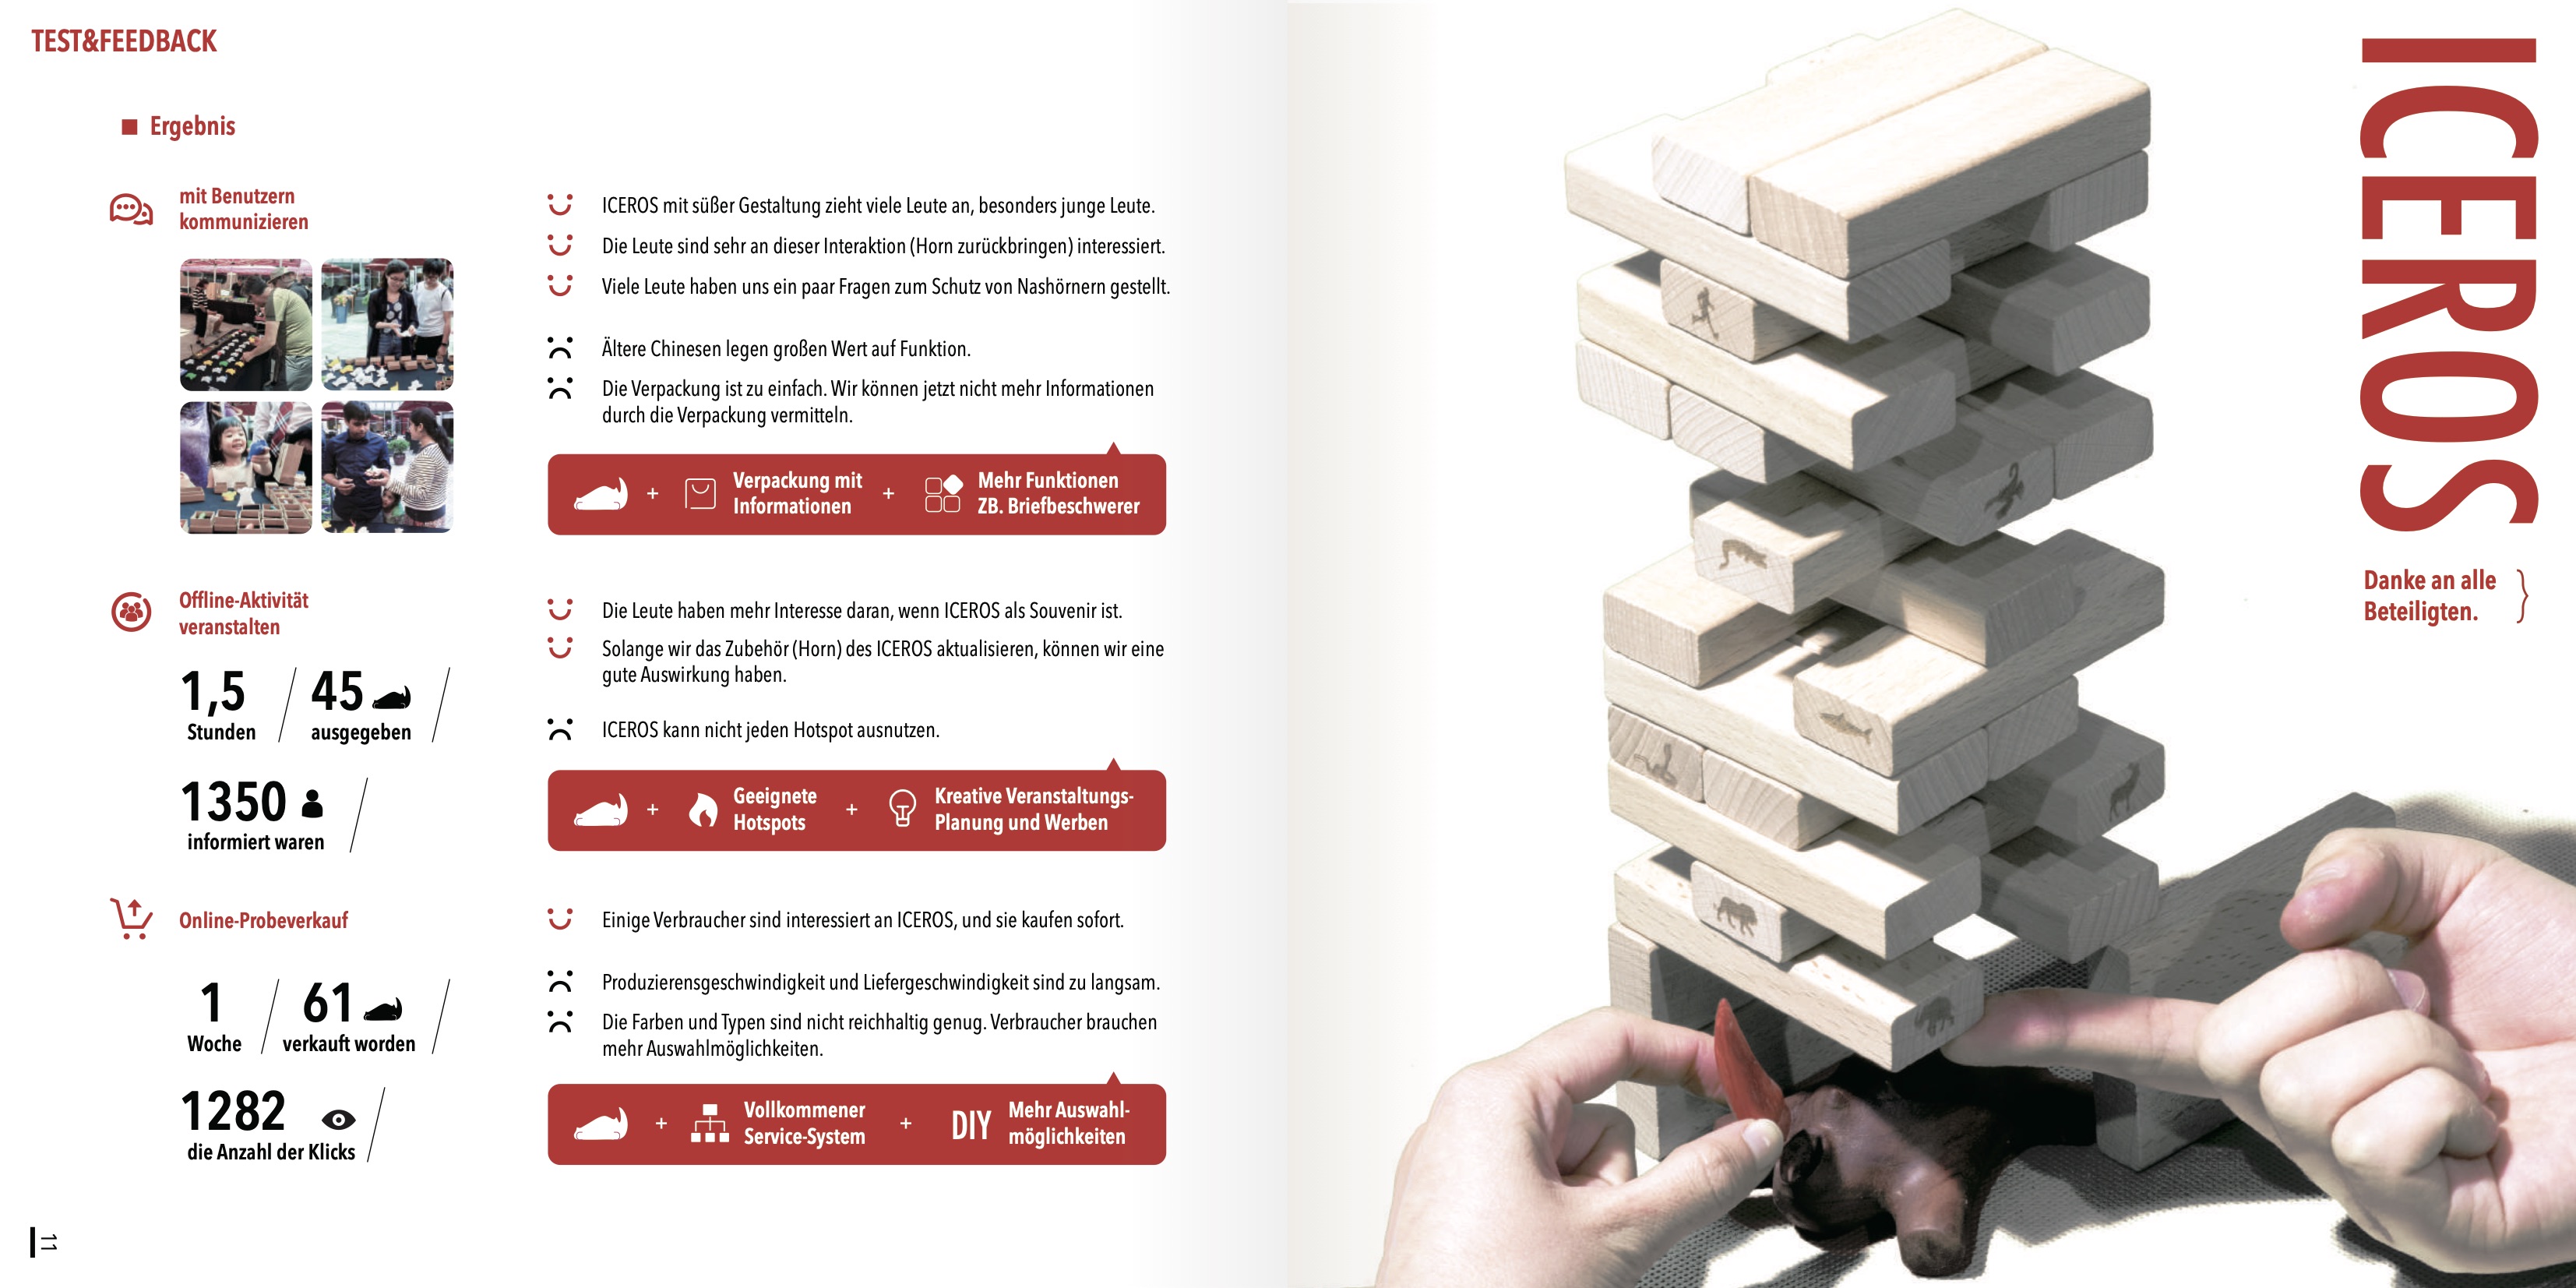 TEST&FEEDBACK
Ergebnis
mit Benutzern
kommunizieren
ICEROS mit süßer Gestaltung zieht viele Leute an, besonders junge Leute.
Die Leute sind sehr an dieser Interaktion (Horn zurückbringen) interessiert.
Viele Leute haben uns ein paar Fragen zum Schutz von Nashörnern gestellt.
Ältere Chinesen legen großen Wert auf Funktion.
Die Verpackung ist zu einfach. Wir können jetzt nicht mehr Informationen
durch die Verpackung vermitteln.
+ Verpackung mit
Informationen
+ Mehr Funktionen
ZB. Briefbeschwerer
Offline-Aktivität
veranstalten
1,5
Stunden
45
ausgegeben
1350
informiert waren
Die Leute haben mehr Interesse daran, wenn ICEROS als Souvenir ist.
Solange wir das Zubehör (Horn) des ICEROS aktualisieren, können wir eine
gute Auswirkung haben.
ICEROS kann nicht jeden Hotspot ausnutzen.
+ Geeignete
Hotspots
+ Kreative Veranstaltungs-
Planung und Werben
Online-Probeverkauf
1
Woche
61
verkauft worden
1282
die Anzahl der Klicks
Einige Verbraucher sind interessiert an ICEROS, und sie kaufen sofort.
Produzierensgeschwindigkeit und Liefergeschwindigkeit sind zu langsam.
Die Farben und Typen sind nicht reichhaltig genug. Verbraucher brauchen
mehr Auswahlmöglichkeiten.
+ Vollkommener
Service-System
+ DIY Mehr Auswahl-
möglichkeiten
11
ICEROS
Danke an alle
Beteiligten.